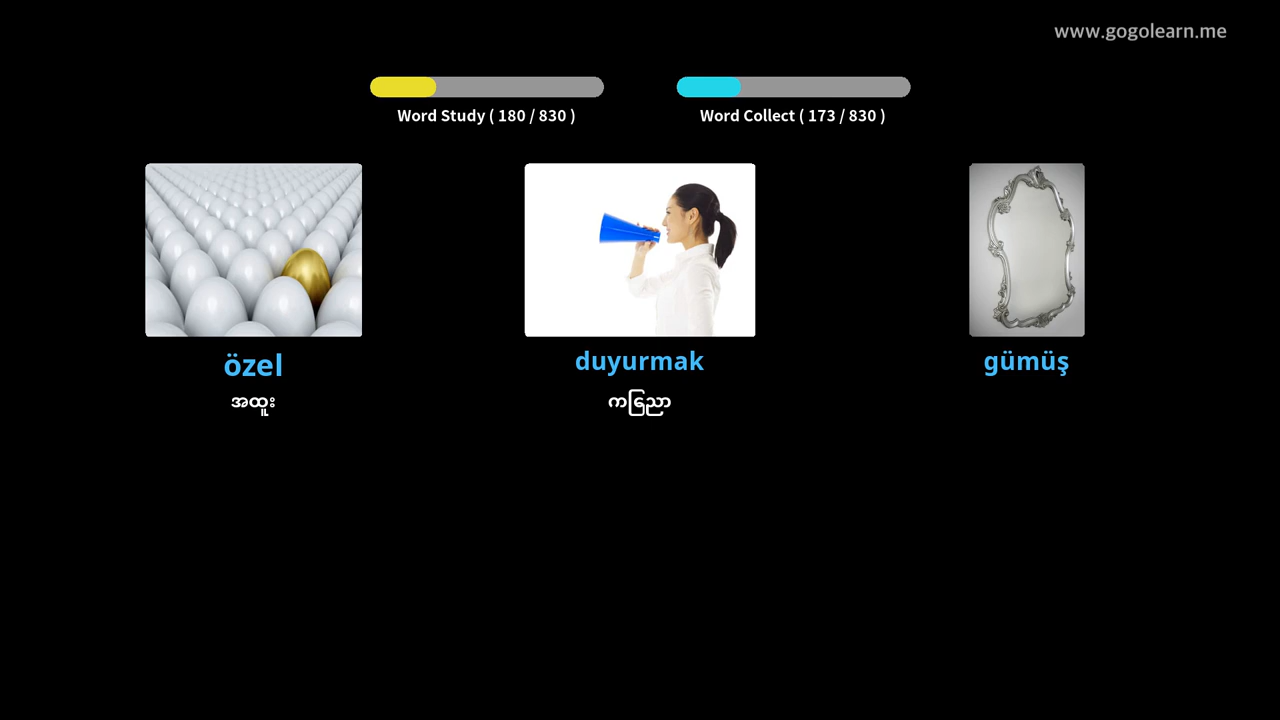 www.gogolearn.me
Word Study ( 180 / 830 )
Word Collect ( 173 / 830 )
özel
duyurmak
gümüş
အထူး
ကြေညာ